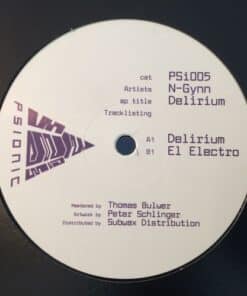 cat PSi005
Artists N-Gynn
ep title Delirium
Tracklisting
A1 Delirium
B1 El Electro
Mastered by Thomas Bulwer
Artwork by Peter Schlinger
Distributed by Subwax Distribution
PSIONIC